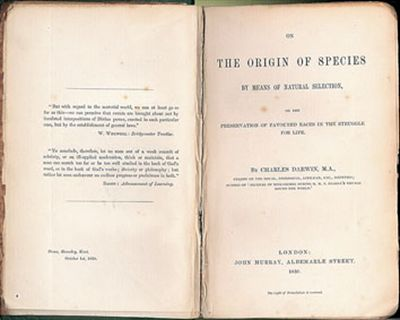 "But with regard to the material world, we can at least go so
far as this—we can perceive that events are brought about not by
insulated interpositions of Divine power, exerted in each particular
case, but by the establishment of general laws."
W. WHEWELL: Bridgewater Treatise.
"To conclude, therefore, let no man out of a weak conceit of
sobriety, or an ill-applied moderation, think or maintain, that a
man can search too far or be too well studied in the book of God's
word, or in the book of God's works; divinity or philosophy; but
rather let men endeavour an endless progress or proficience in both."
BACON: Advancement of Learning.
Down, Bromley, Kent,
October 1st, 1859.
ON
THE ORIGIN OF SPECIES
BY MEANS OF NATURAL SELECTION,
OR THE
PRESERVATION OF FAVOURED RACES IN THE STRUGGLE
FOR LIFE.
BY CHARLES DARWIN, M.A.,
FELLOW OF THE ROYAL, GEOLOGICAL, LINNÆAN, ETC., SOCIETIES;
AUTHOR OF 'JOURNAL OF RESEARCHES DURING H. M. S. BEAGLE'S VOYAGE
ROUND THE WORLD.'
LONDON:
JOHN MURRAY, ALBEMARLE STREET.
1859.
The right of Translation is reserved.